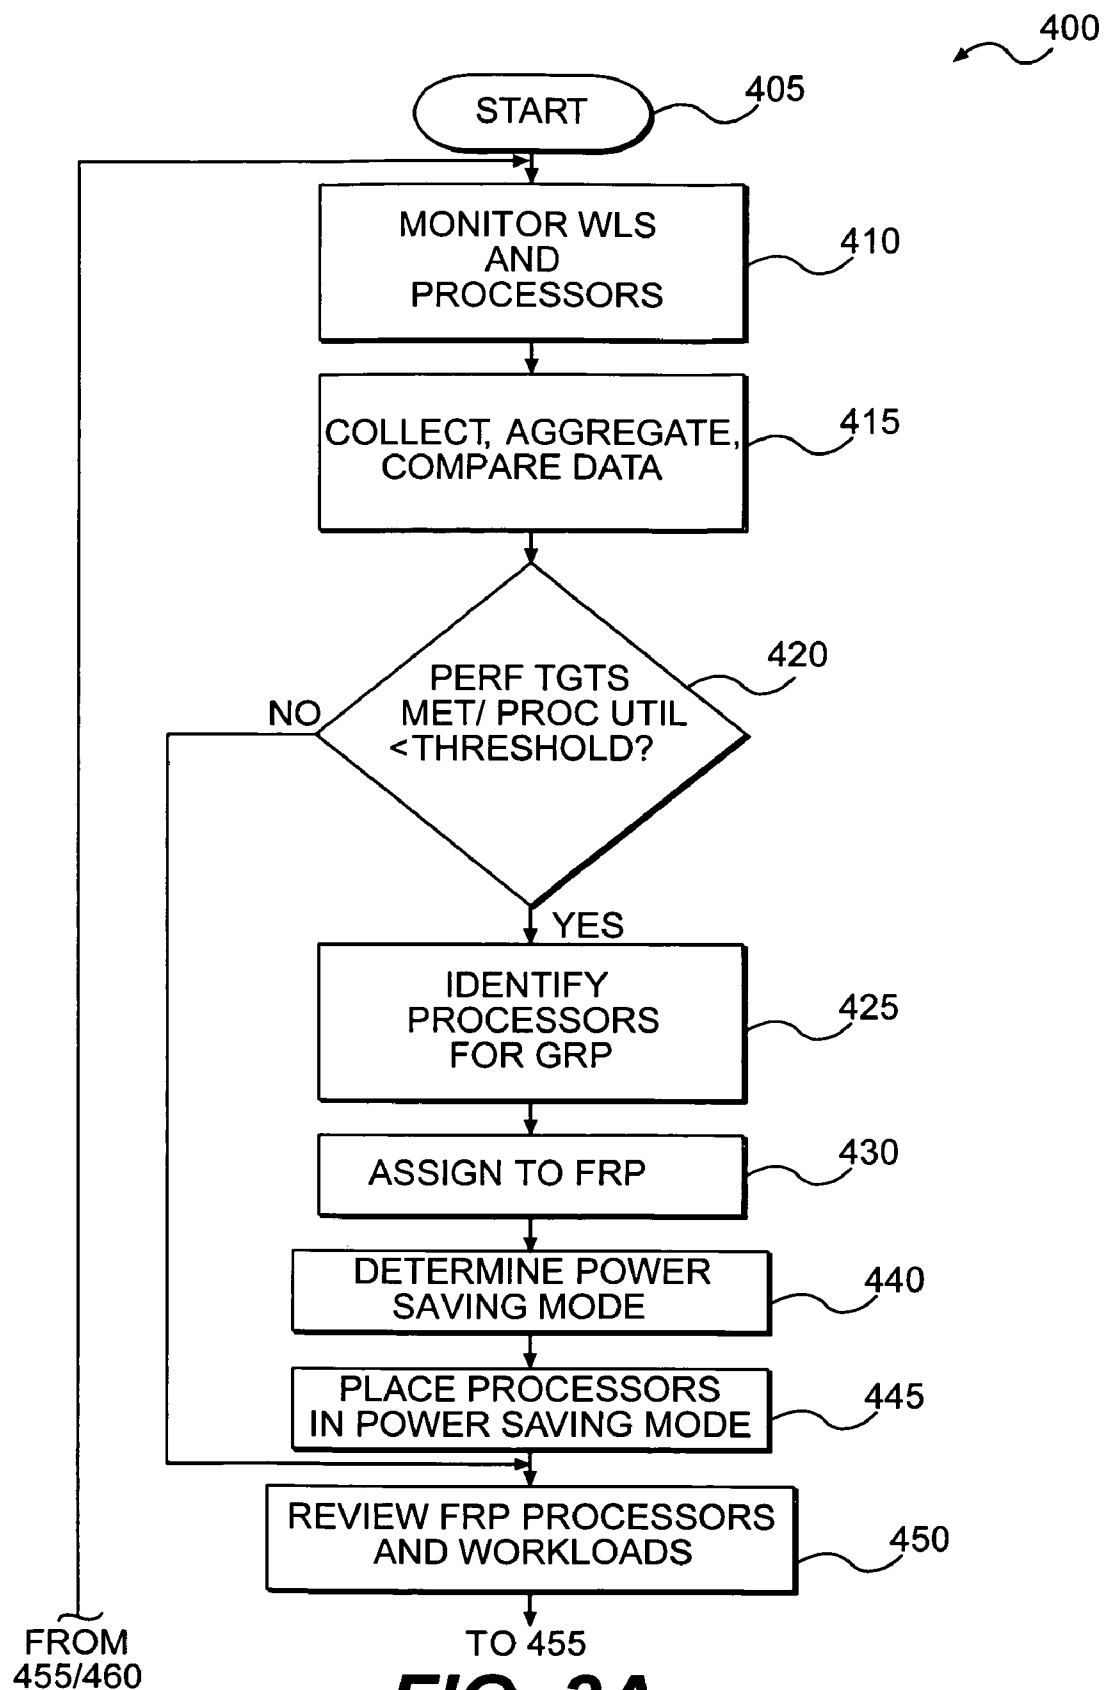 400
START
405
MONITOR WLS
AND
PROCESSORS
410
COLLECT, AGGREGATE,
COMPARE DATA
415
PERF TGTS
MET/ PROC UTIL
<THRESHOLD?
420
NO
YES
IDENTIFY
PROCESSORS
FOR GRP
425
ASSIGN TO FRP
430
DETERMINE POWER
SAVING MODE
440
PLACE PROCESSORS
IN POWER SAVING MODE
445
REVIEW FRP PROCESSORS
AND WORKLOADS
450
FROM
455/460
TO 455